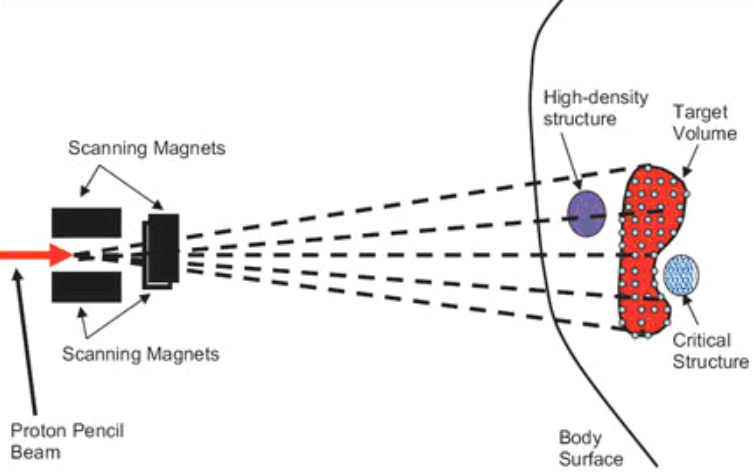 High-density
structure
Target
Volume
Scanning Magnets
Scanning Magnets
Critical
Structure
Proton Pencil
Beam
Body
Surface